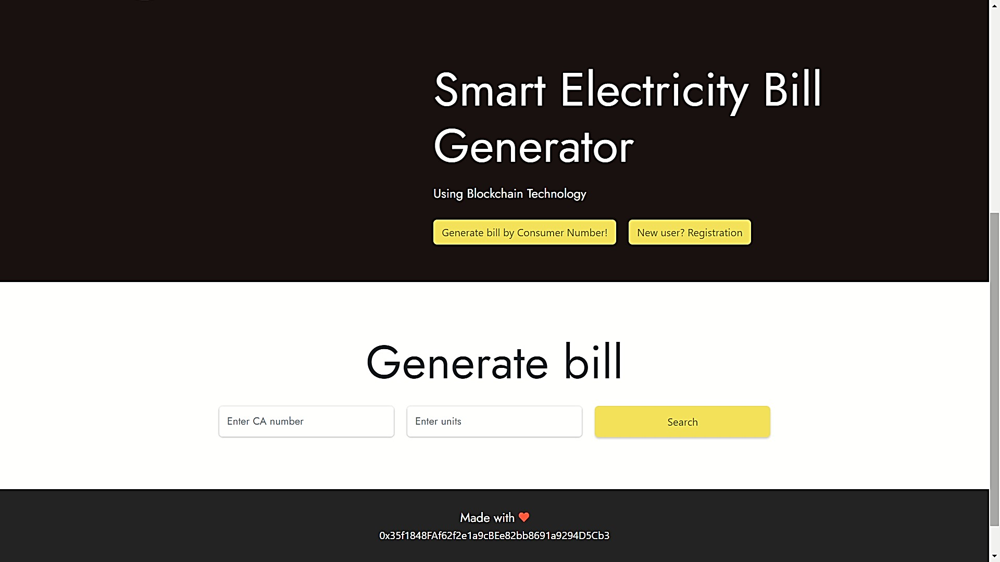 Smart Electricity Bill
Generator
Using Blockchain Technology
Generate bill by Consumer Number! New user? Registration
Generate bill
Enter CA number Enter units Search
Made with ❤
0x35f1848FAf62f2e1a9cBEe82bb8691a9294D5Cb3